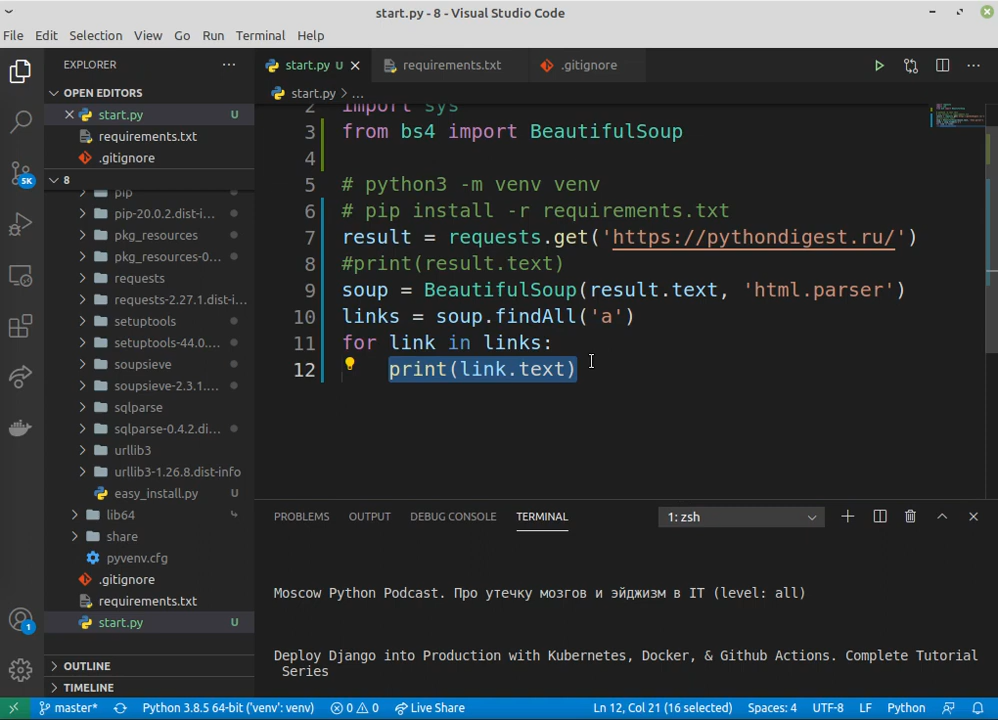 start.py - 8 - Visual Studio Code
File Edit Selection View Go Run Terminal Help
EXPLORER
OPEN EDITORS
start.py U
requirements.txt
.gitignore
8
5K
pip
pip-20.0.2.dist-i...
pkg_resources
pkg_resources-0...
requests
requests-2.27.1.dist-i...
setuptools
setuptools-44.0....
soupsieve
soupsieve-2.3.1....
sqlparse
sqlparse-0.4.2.di...
urllib3
urllib3-1.26.8.dist-info
easy_install.py U
lib64
share
pyvenv.cfg
.gitignore
requirements.txt
start.py U
1
OUTLINE
TIMELINE
start.py U requirements.txt .gitignore
start.py > ...
2 import sys
3 from bs4 import BeautifulSoup
4
5 # python3 -m venv venv
6 # pip install -r requirements.txt
7 result = requests.get('https://pythondigest.ru/')
8 #print(result.text)
9 soup = BeautifulSoup(result.text, 'html.parser')
10 links = soup.findAll('a')
11 for link in links:
12 print(link.text)
PROBLEMS OUTPUT DEBUG CONSOLE TERMINAL 1: zsh
Moscow Python Podcast. Про утечку мозгов и эйджизм в IT (level: all)
Deploy Django into Production with Kubernetes, Docker, & Github Actions. Complete Tutorial
Series
master* Python 3.8.5 64-bit ('venv': venv) 0 0 Live Share Ln 12, Col 21 (16 selected) Spaces: 4 UTF-8 LF Python